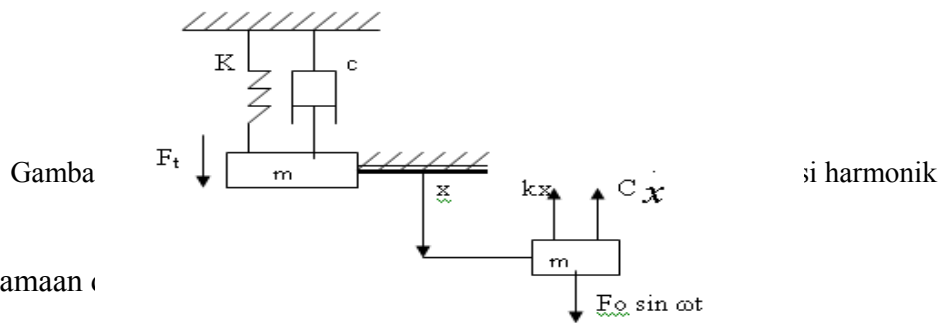 K c
Fₜ
m
Gamba si harmonik
x kx C ẋ
m
amaan
Fo sin ωt